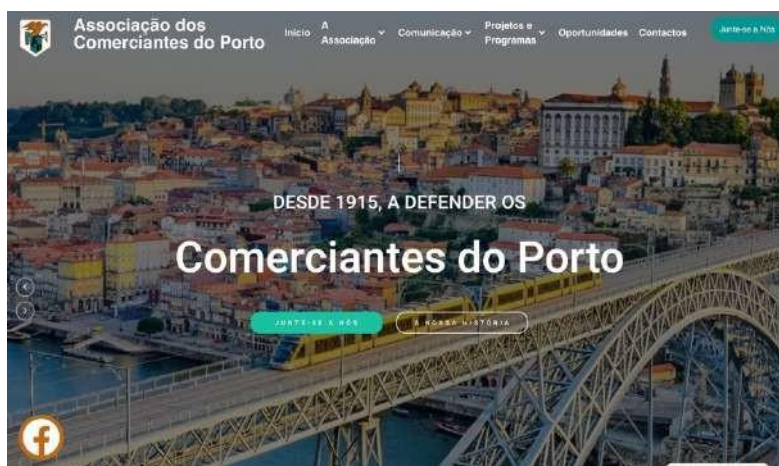 Associação dos
Comerciantes do Porto
Início
A
Associação
Comunicação
Projetos e
Programas
Oportunidades
Contactos
Junte-se a Nós
DESDE 1915, A DEFENDER OS
Comerciantes do Porto
JUNTE-SE A NÓS
A NOSSA HISTÓRIA